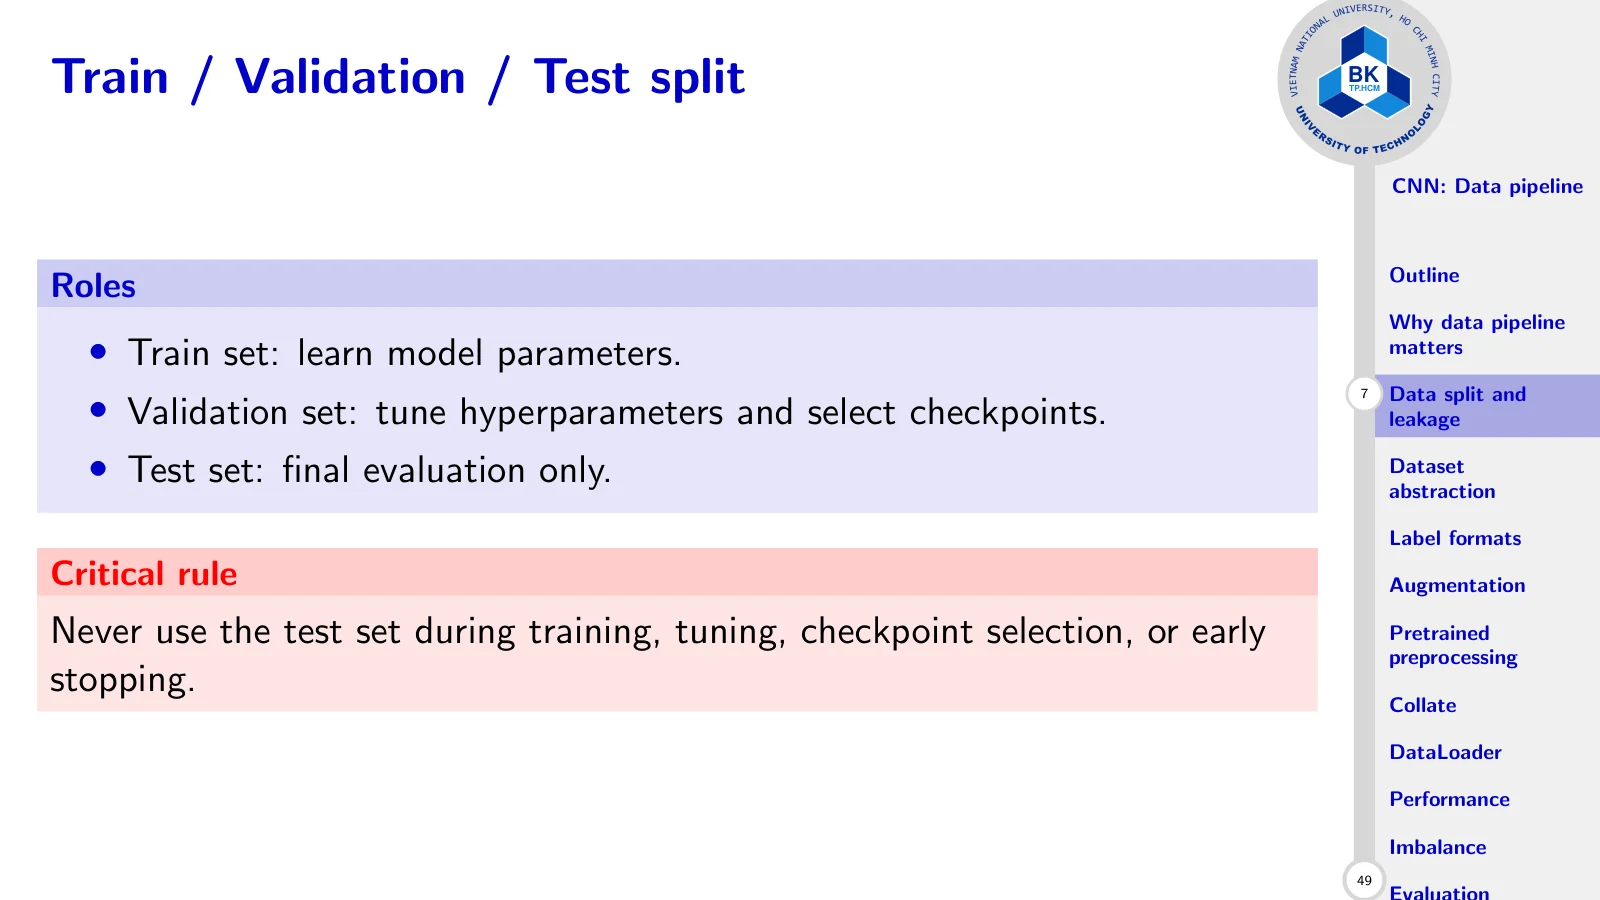 Train / Validation / Test split
VIETNAM NATIONAL UNIVERSITY, HO CHI MINH CITY
BK
TP.HCM
UNIVERSITY OF TECHNOLOGY
Roles
• Train set: learn model parameters.
• Validation set: tune hyperparameters and select checkpoints.
• Test set: final evaluation only.
Critical rule
Never use the test set during training, tuning, checkpoint selection, or early
stopping.
CNN: Data pipeline
Outline
Why data pipeline
matters
7
Data split and
leakage
Dataset
abstraction
Label formats
Augmentation
Pretrained
preprocessing
Collate
DataLoader
Performance
Imbalance
49
Evaluation